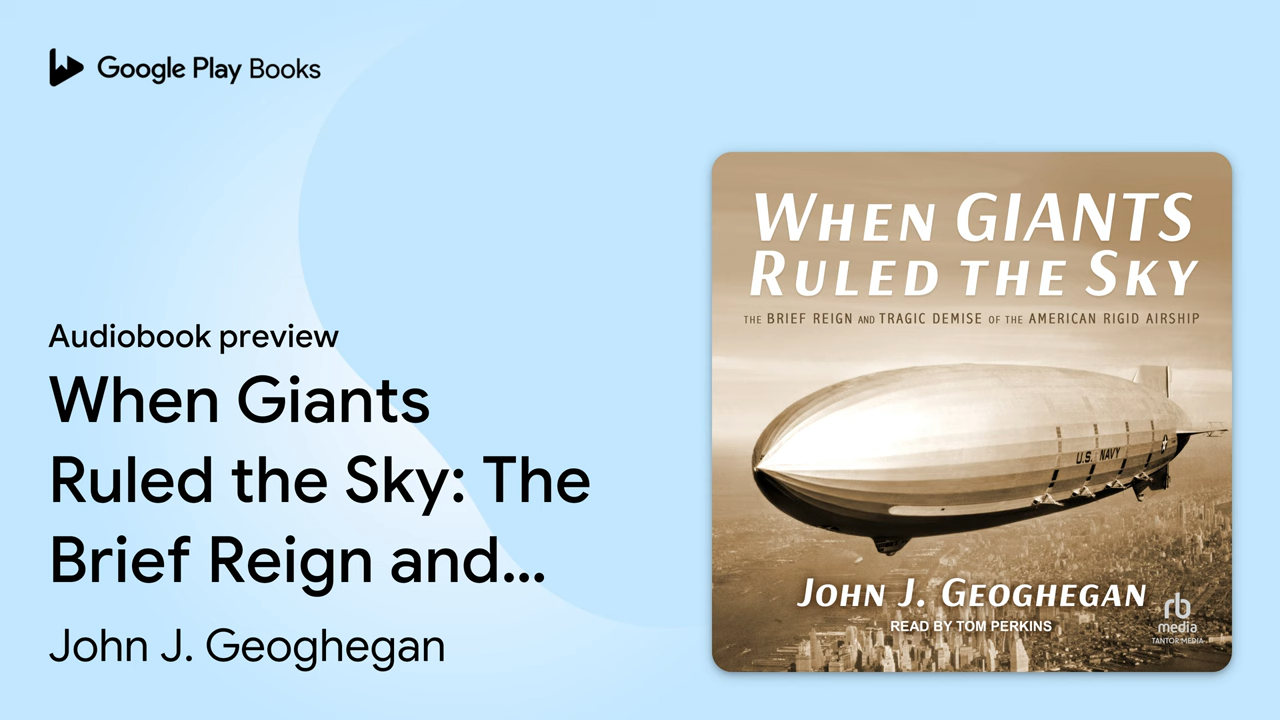 Google Play Books
Audiobook preview
When Giants
Ruled the Sky: The
Brief Reign and...
John J. Geoghegan
WHEN GIANTS
RULED THE SKY
THE BRIEF REIGN AND TRAGIC DEMISE OF THE AMERICAN RIGID AIRSHIP
U.S. NAVY
JOHN J. GEOGHEGAN
READ BY TOM PERKINS
rb
media
TANTOR MEDIA